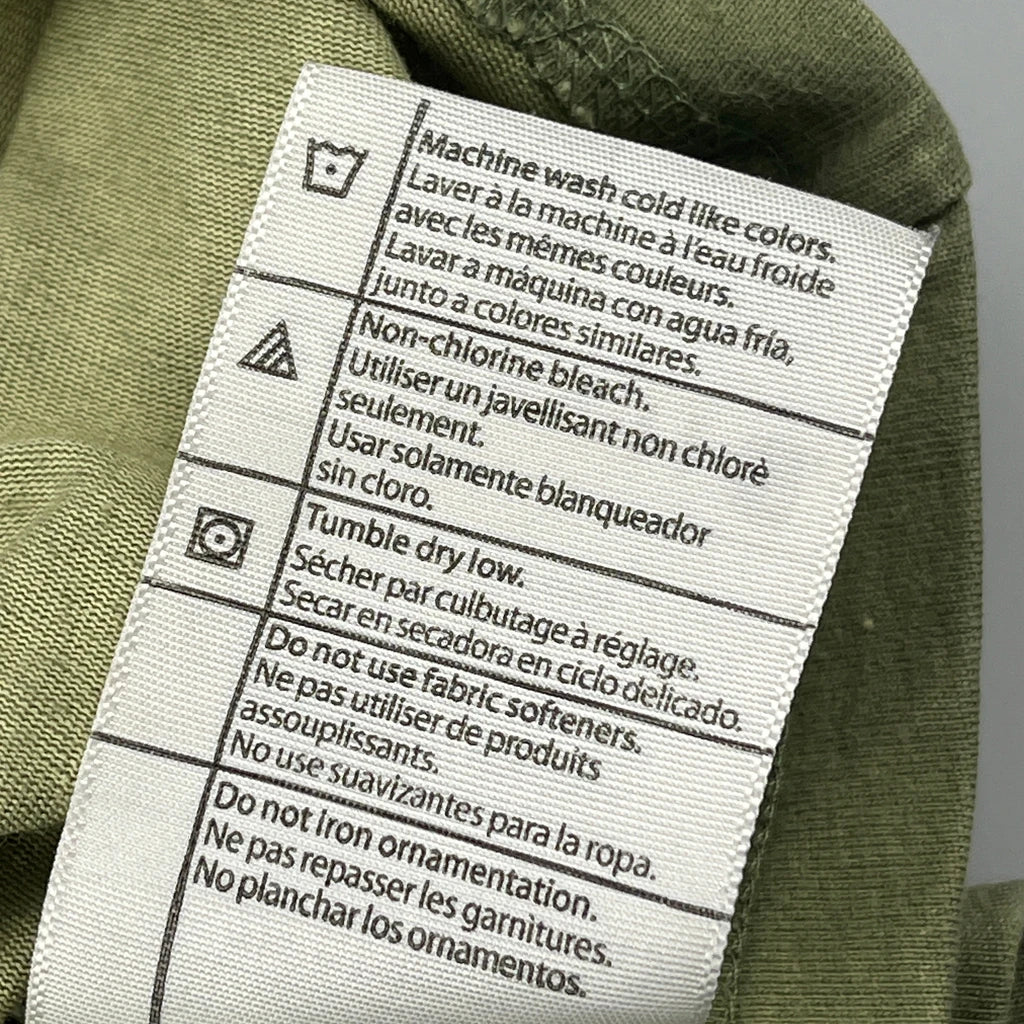 Machine wash cold like colors.
Laver à la machine à l'eau froide
avec les mêmes couleurs.
Lavar a máquina con agua fría,
junto a colores similares.
Non-chlorine bleach.
Utiliser un javellisant non chlorè
seulement.
Usar solamente blanqueador
sin cloro.
Tumble dry low.
Sécher par culbutage à réglage.
Secar en secadora en ciclo delicado.
Do not use fabric softeners.
Ne pas utiliser de produits
assouplissants.
No use suavizantes para la ropa.
Do not Iron ornamentation.
Ne pas repasser les garnitures.
No planchar los ornamentos.